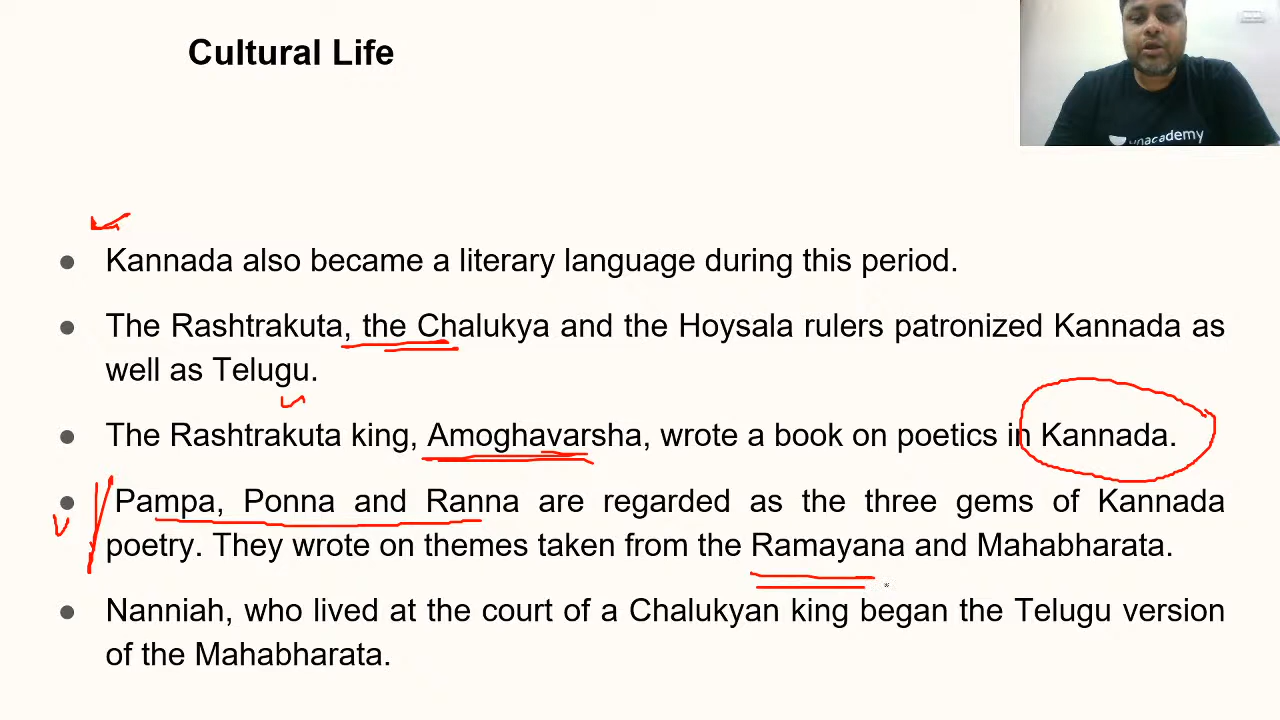 Cultural Life
unacademy
Kannada also became a literary language during this period.
The Rashtrakuta, the Chalukya and the Hoysala rulers patronized Kannada as
well as Telugu.
The Rashtrakuta king, Amoghavarsha, wrote a book on poetics in Kannada.
Pampa, Ponna and Ranna are regarded as the three gems of Kannada
poetry. They wrote on themes taken from the Ramayana and Mahabharata.
Nanniah, who lived at the court of a Chalukyan king began the Telugu version
of the Mahabharata.